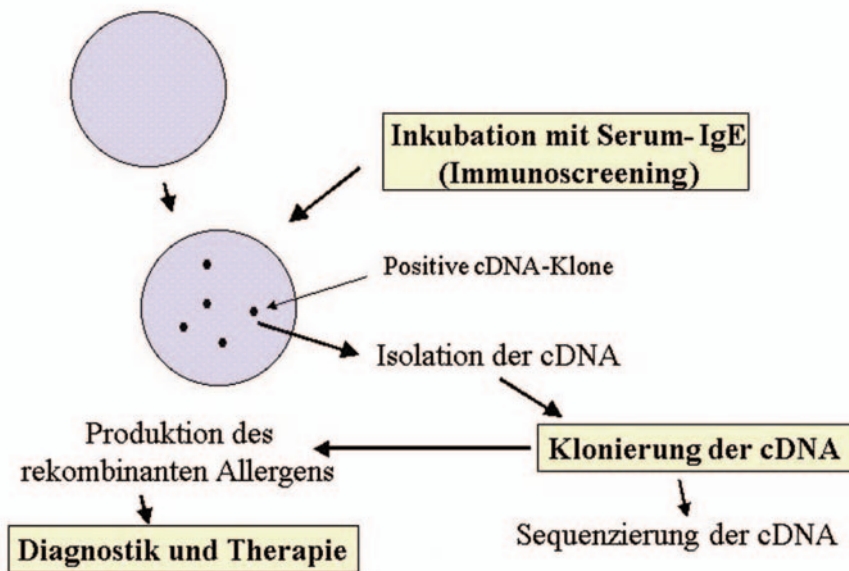 Inkubation mit Serum-IgE
(Immunoscreening)
Positive cDNA-Klone
Isolation der cDNA
Produktion des
rekombinanten Allergens
Klonierung der cDNA
Sequenzierung der cDNA
Diagnostik und Therapie